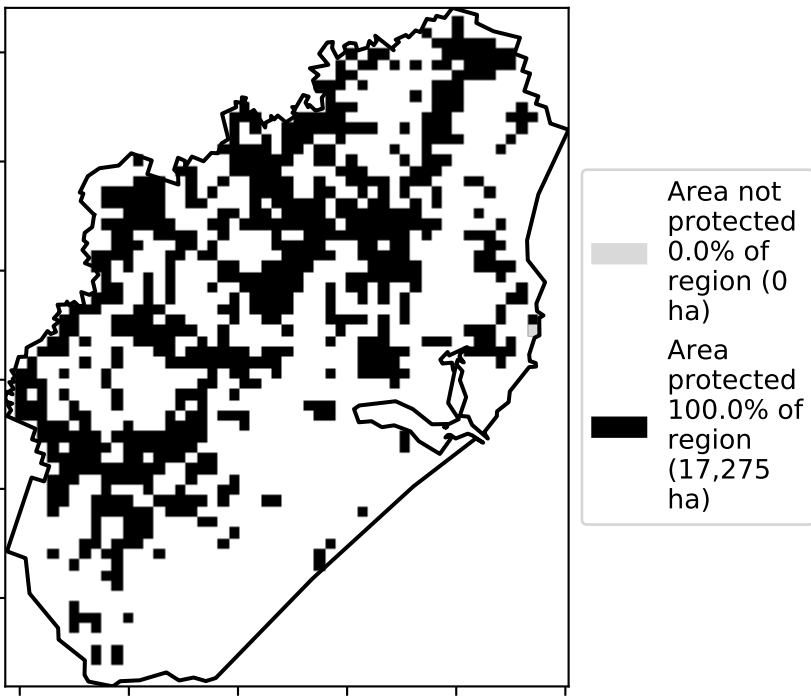 Area not
protected
0.0% of
region (0
ha)
Area
protected
100.0% of
region
(17,275
ha)